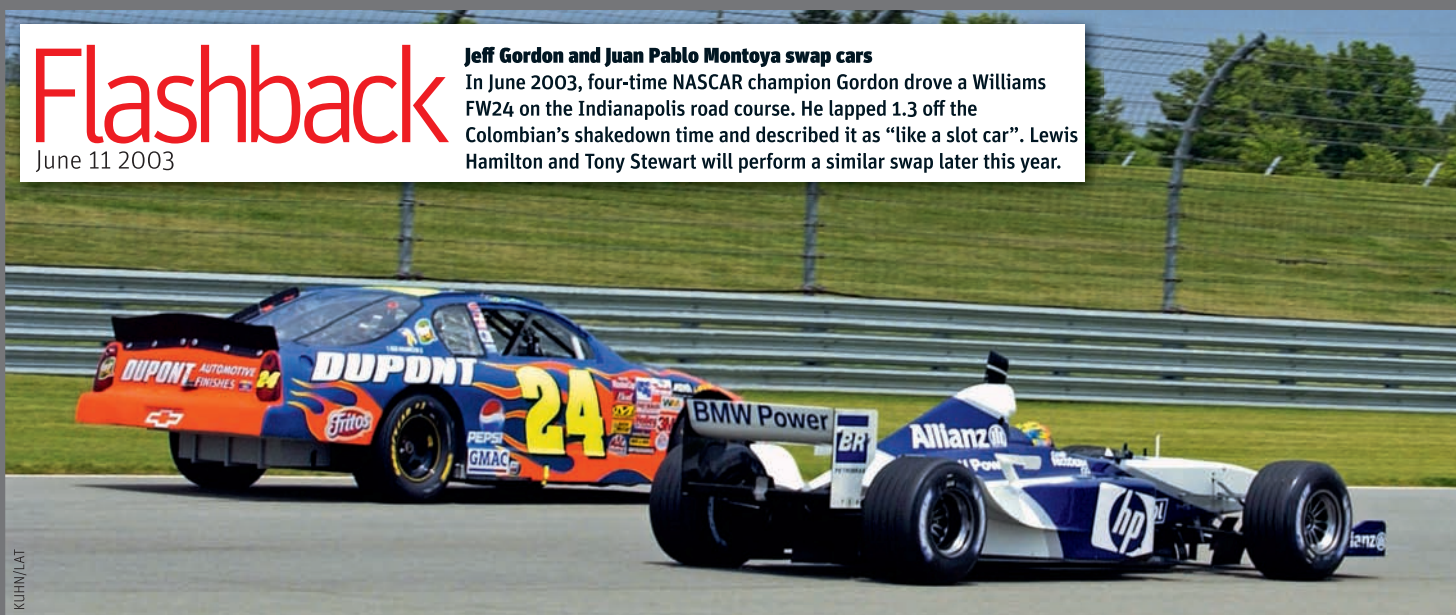 Flashback
June 11 2003
Jeff Gordon and Juan Pablo Montoya swap cars
In June 2003, four-time NASCAR champion Gordon drove a Williams
FW24 on the Indianapolis road course. He lapped 1.3 off the
Colombian’s shakedown time and described it as “like a slot car”. Lewis
Hamilton and Tony Stewart will perform a similar swap later this year.
DUPONT AUTOMOTIVE
FINISHES
24
Fritos
DUPONT
24
PEPSI
GMAC
3M
BMW Power
BR
PETROBRAS
Allianz
hp
ianz
KUHN/LAT